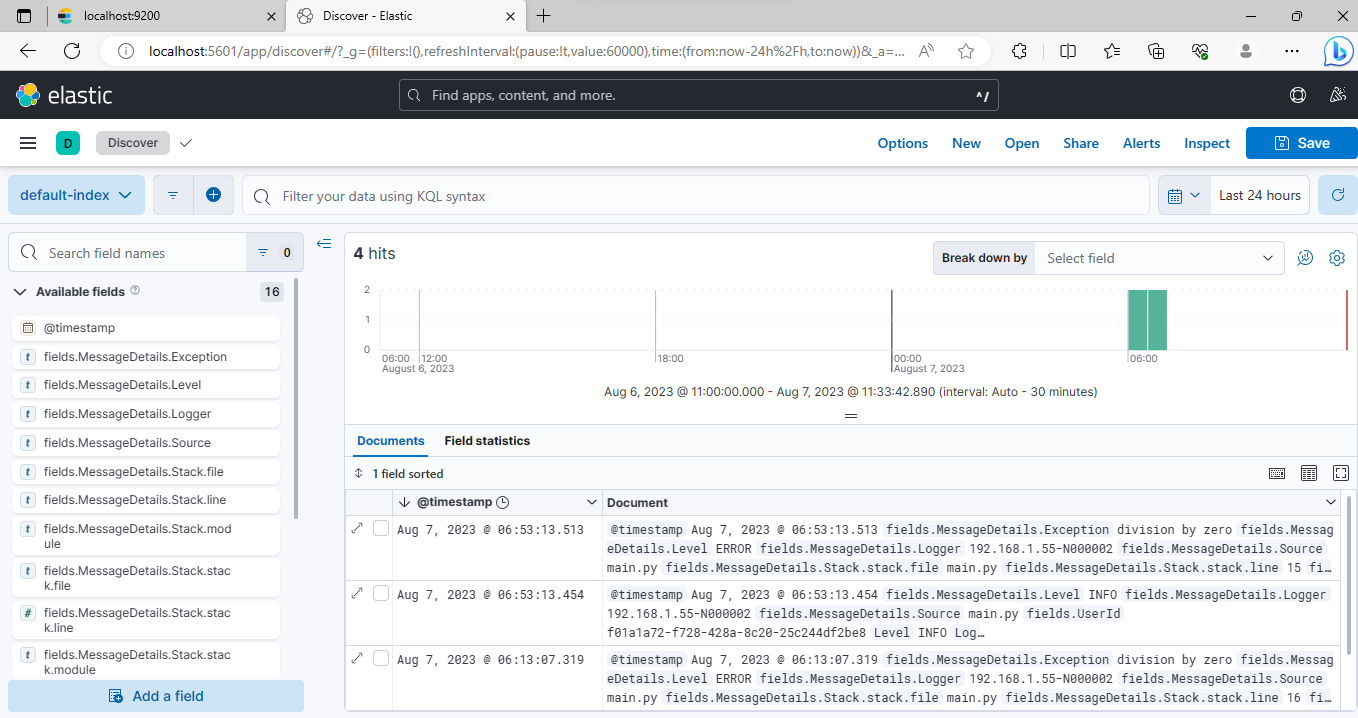 localhost:9200
Discover - Elastic
localhost:5601/app/discover#/?_g=(filters:!(),refreshInterval:(pause:!t,value:60000),time:(from:now-24h%2Fh,to:now))&_a=...
elastic
Find apps, content, and more.
^/
D
Discover
Options
New
Open
Share
Alerts
Inspect
Save
default-index
Filter your data using KQL syntax
Last 24 hours
Search field names
0
Available fields
16
@timestamp
t fields.MessageDetails.Exception
t fields.MessageDetails.Level
t fields.MessageDetails.Logger
t fields.MessageDetails.Source
t fields.MessageDetails.Stack.file
t fields.MessageDetails.Stack.line
t fields.MessageDetails.Stack.mod
ule
t fields.MessageDetails.Stack.stac
k.file
# fields.MessageDetails.Stack.stac
k.line
t fields.MessageDetails.Stack.stac
k.module
Add a field
4 hits
Break down by
Select field
2
1
0
06:00 12:00 18:00 00:00 06:00
August 6, 2023 August 7, 2023
Aug 6, 2023 @ 11:00:00.000 - Aug 7, 2023 @ 11:33:42.890 (interval: Auto - 30 minutes)
Documents
Field statistics
1 field sorted
@timestamp
Document
Aug 7, 2023 @ 06:53:13.513
@timestamp Aug 7, 2023 @ 06:53:13.513 fields.MessageDetails.Exception division by zero fields.Messag
eDetails.Level ERROR fields.MessageDetails.Logger 192.168.1.55-N000002 fields.MessageDetails.Source
main.py fields.MessageDetails.Stack.stack.file main.py fields.MessageDetails.Stack.stack.line 15 fi…
Aug 7, 2023 @ 06:53:13.454
@timestamp Aug 7, 2023 @ 06:53:13.454 fields.MessageDetails.Level INFO fields.MessageDetails.Logger
192.168.1.55-N000002 fields.MessageDetails.Source main.py fields.UserId
f01a1a72-f728-428a-8c20-25c244df2be8 Level INFO Log…
Aug 7, 2023 @ 06:13:07.319
@timestamp Aug 7, 2023 @ 06:13:07.319 fields.MessageDetails.Exception division by zero fields.Messag
eDetails.Level ERROR fields.MessageDetails.Logger 192.168.1.55-N000002 fields.MessageDetails.Source
main.py fields.MessageDetails.Stack.stack.file main.py fields.MessageDetails.Stack.stack.line 16 fi…